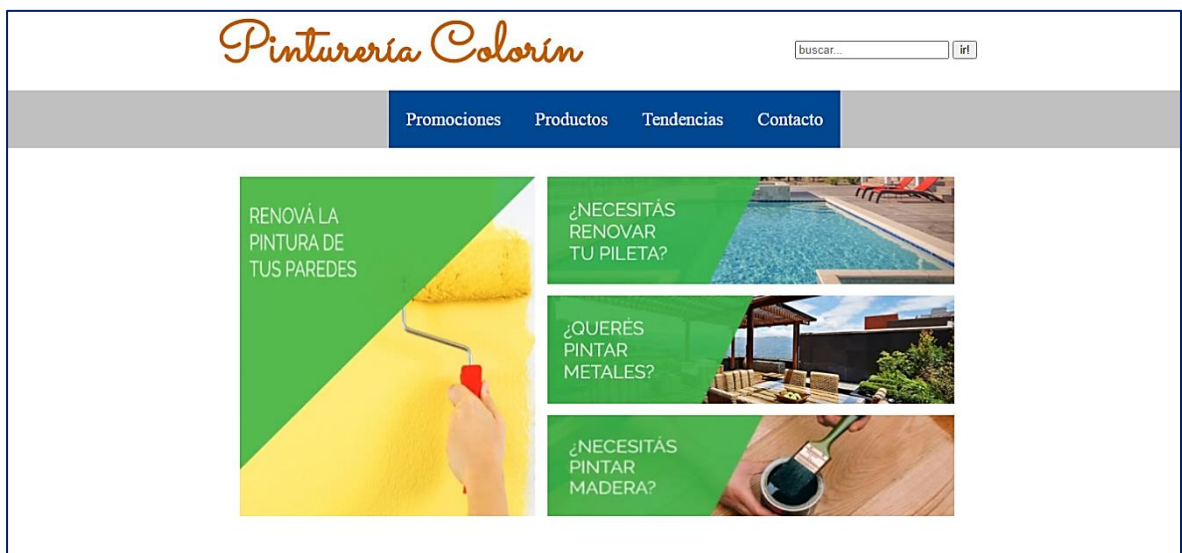 Pinturería Colorín
buscar... ir!
Promociones Productos Tendencias Contacto
RENOVÁ LA
PINTURA DE
TUS PAREDES
¿NECESITÁS
RENOVAR
TU PILETA?
¿QUERÉS
PINTAR
METALES?
¿NECESITÁS
PINTAR
MADERA?